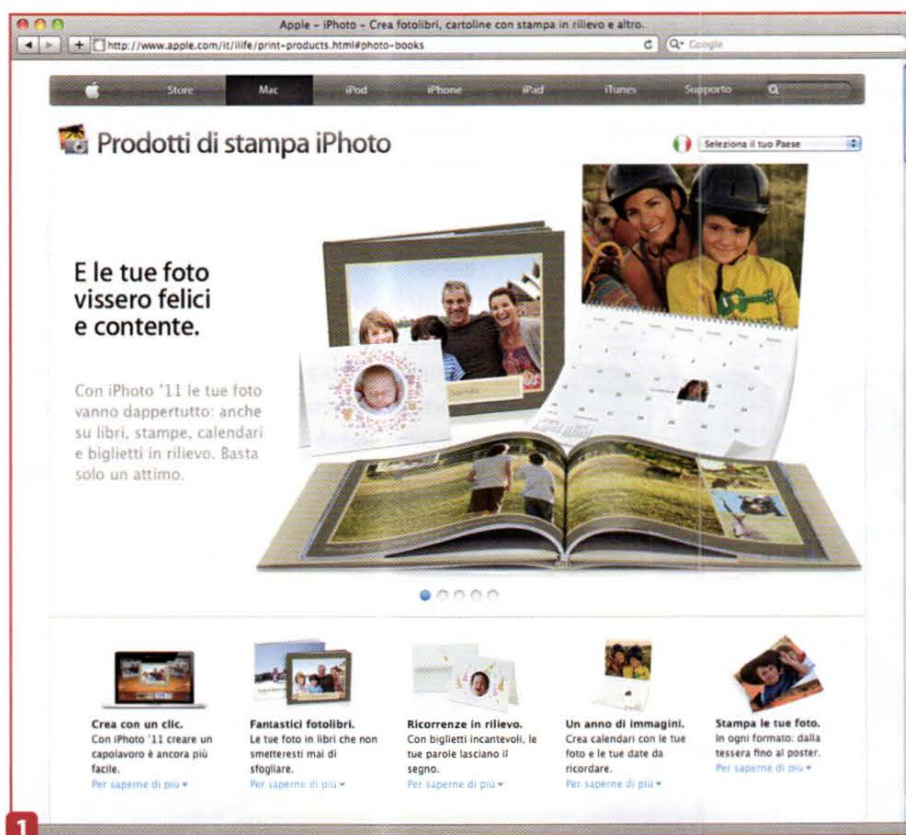 Apple – iPhoto – Crea fotolibri, cartoline con stampa in rilievo e altro.
http://www.apple.com/it/ilife/print-products.html#photo-books
Google
Store Mac iPod iPhone iPad iTunes Supporto
Prodotti di stampa iPhoto
Seleziona il tuo Paese
E le tue foto
vissero felici
e contente.
Con iPhoto '11 le tue foto
vanno dappertutto: anche
su libri, stampe, calendari
e biglietti in rilievo. Basta
solo un attimo.
Crea con un clic.
Con iPhoto '11 creare un
capolavoro è ancora più
facile.
Per saperne di più
Fantastici fotolibri.
Le tue foto in libri che non
smetteresti mai di
sfogliare.
Per saperne di più
Ricorrenze in rilievo.
Con biglietti incantevoli, le
tue parole lasciano il
segno.
Per saperne di più
Un anno di immagini.
Crea calendari con le tue
foto e le tue date da
ricordare.
Per saperne di più
Stampa le tue foto.
In ogni formato: dalla
tessera fino al poster.
Per saperne di più
1